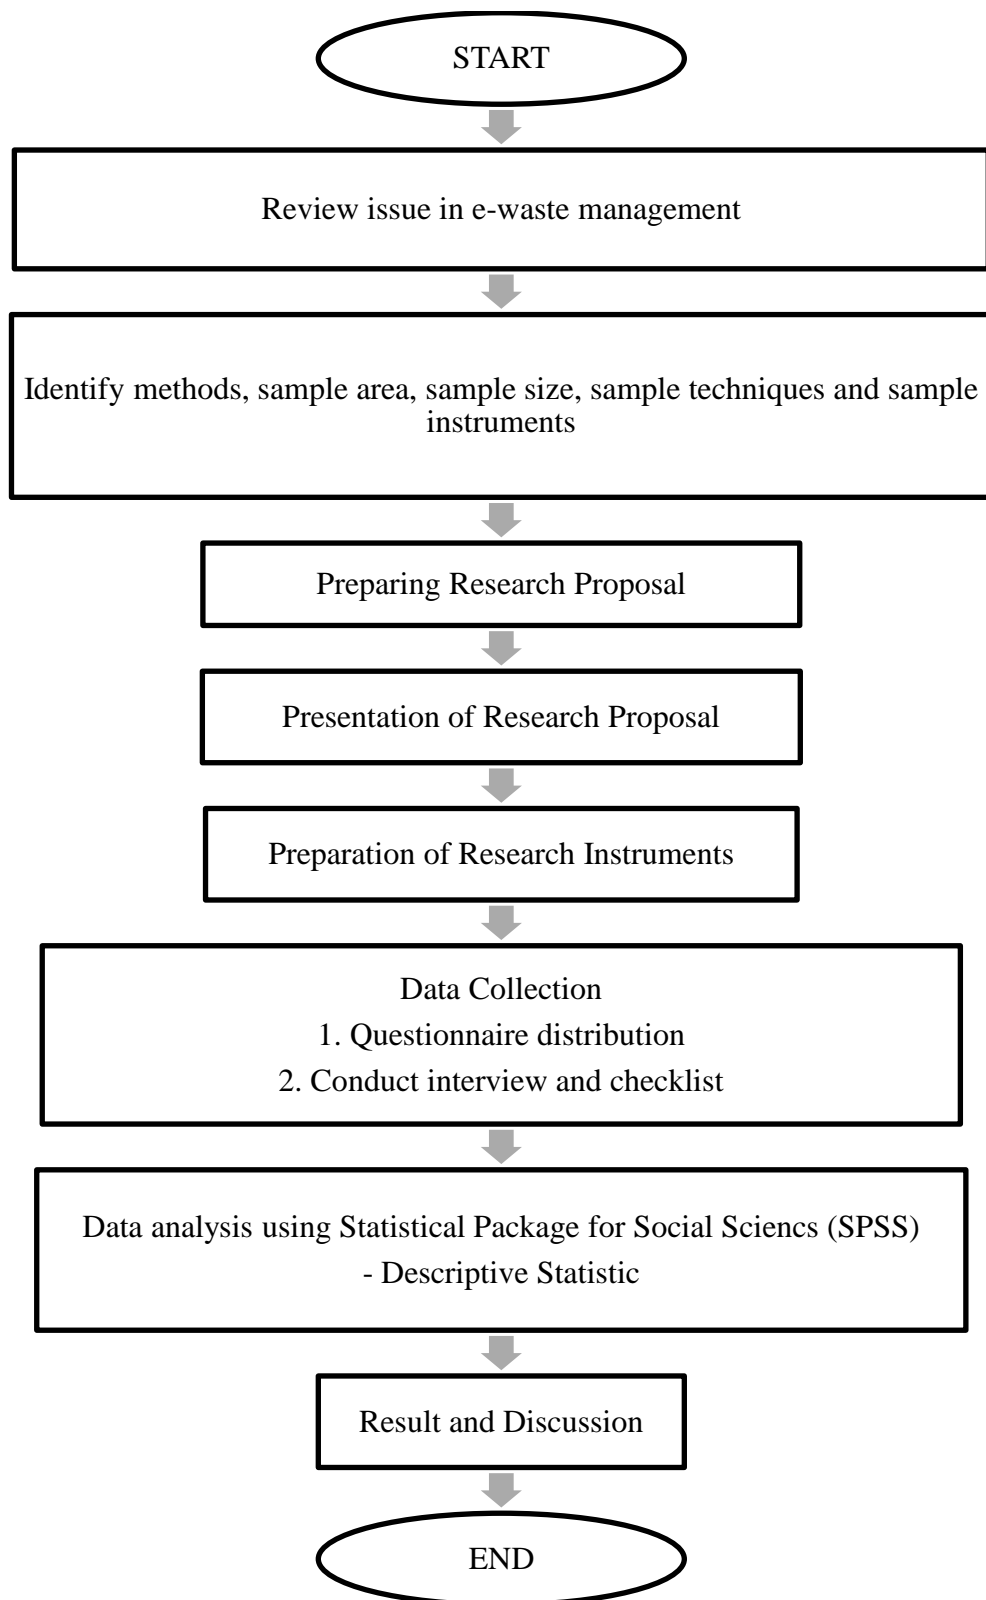 START
Review issue in e-waste management
Identify methods, sample area, sample size, sample techniques and sample
instruments
Preparing Research Proposal
Presentation of Research Proposal
Preparation of Research Instruments
Data Collection
1. Questionnaire distribution
2. Conduct interview and checklist
Data analysis using Statistical Package for Social Sciencs (SPSS)
- Descriptive Statistic
Result and Discussion
END